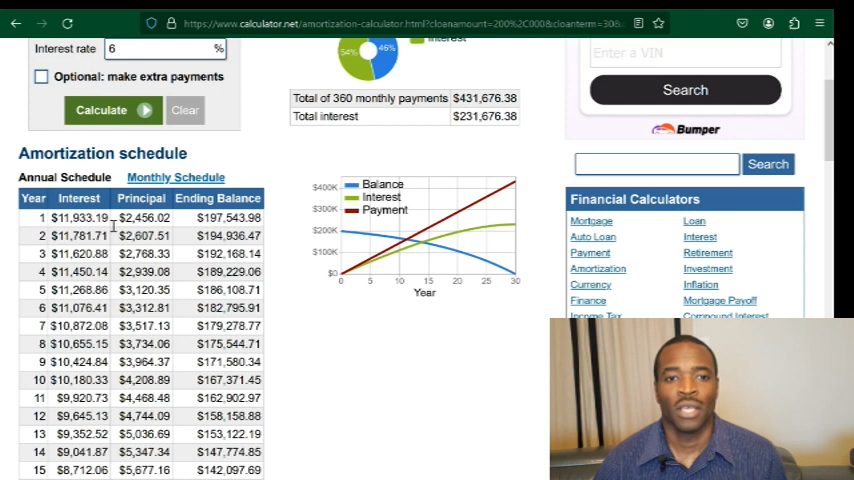 https://www.calculator.net/amortization-calculator.html?cloanamount=200%2C000&cloanterm=30&
Interest rate 6 %
Optional: make extra payments
Calculate Clear
54% 46%
Interest
Total of 360 monthly payments $431,676.38
Total interest $231,676.38
Enter a VIN
Search
Bumper
Search
Amortization schedule
Annual Schedule Monthly Schedule
Year Interest Principal Ending Balance
1 $11,933.19 $2,456.02 $197,543.98
2 $11,781.71 $2,607.51 $194,936.47
3 $11,620.88 $2,768.33 $192,168.14
4 $11,450.14 $2,939.08 $189,229.06
5 $11,268.86 $3,120.35 $186,108.71
6 $11,076.41 $3,312.81 $182,795.91
7 $10,872.08 $3,517.13 $179,278.77
8 $10,655.15 $3,734.06 $175,544.71
9 $10,424.84 $3,964.37 $171,580.34
10 $10,180.33 $4,208.89 $167,371.45
11 $9,920.73 $4,468.48 $162,902.97
12 $9,645.13 $4,744.09 $158,158.88
13 $9,352.52 $5,036.69 $153,122.19
14 $9,041.87 $5,347.34 $147,774.85
15 $8,712.06 $5,677.16 $142,097.69
$400K
$300K
$200K
$100K
$0
Balance
Interest
Payment
0 5 10 15 20 25 30
Year
Financial Calculators
Mortgage Loan
Auto Loan Interest
Payment Retirement
Amortization Investment
Currency Inflation
Finance Mortgage Payoff
Income Tax Compound Interest